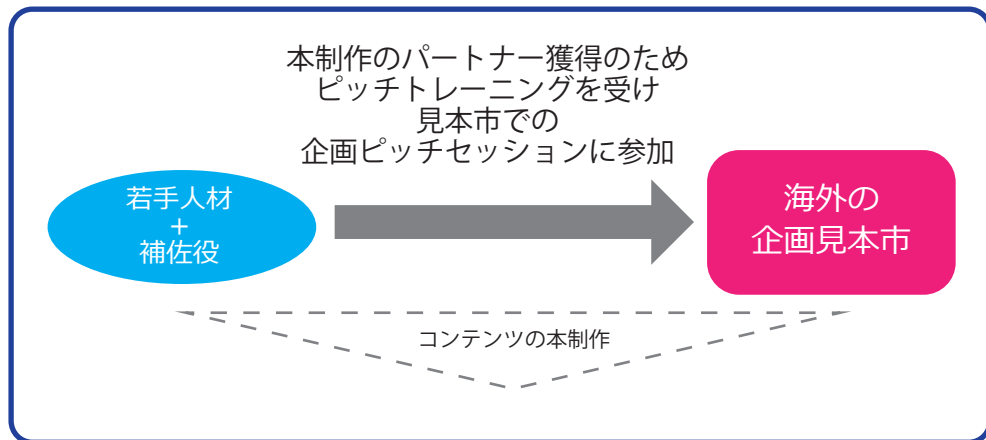 本制作のパートナー獲得のため
ピッチトレーニングを受け
見本市での
企画ピッチセッションに参加
若手人材
+
補佐役
海外の
企画見本市
コンテンツの本制作